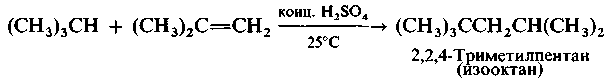 (CH₃)₃CH + (CH₃)₂C=CH₂ конц. H₂SO₄ 25°C → (CH₃)₃CCH₂CH(CH₃)₂
2,2,4-Триметилпентан
(изооктан)